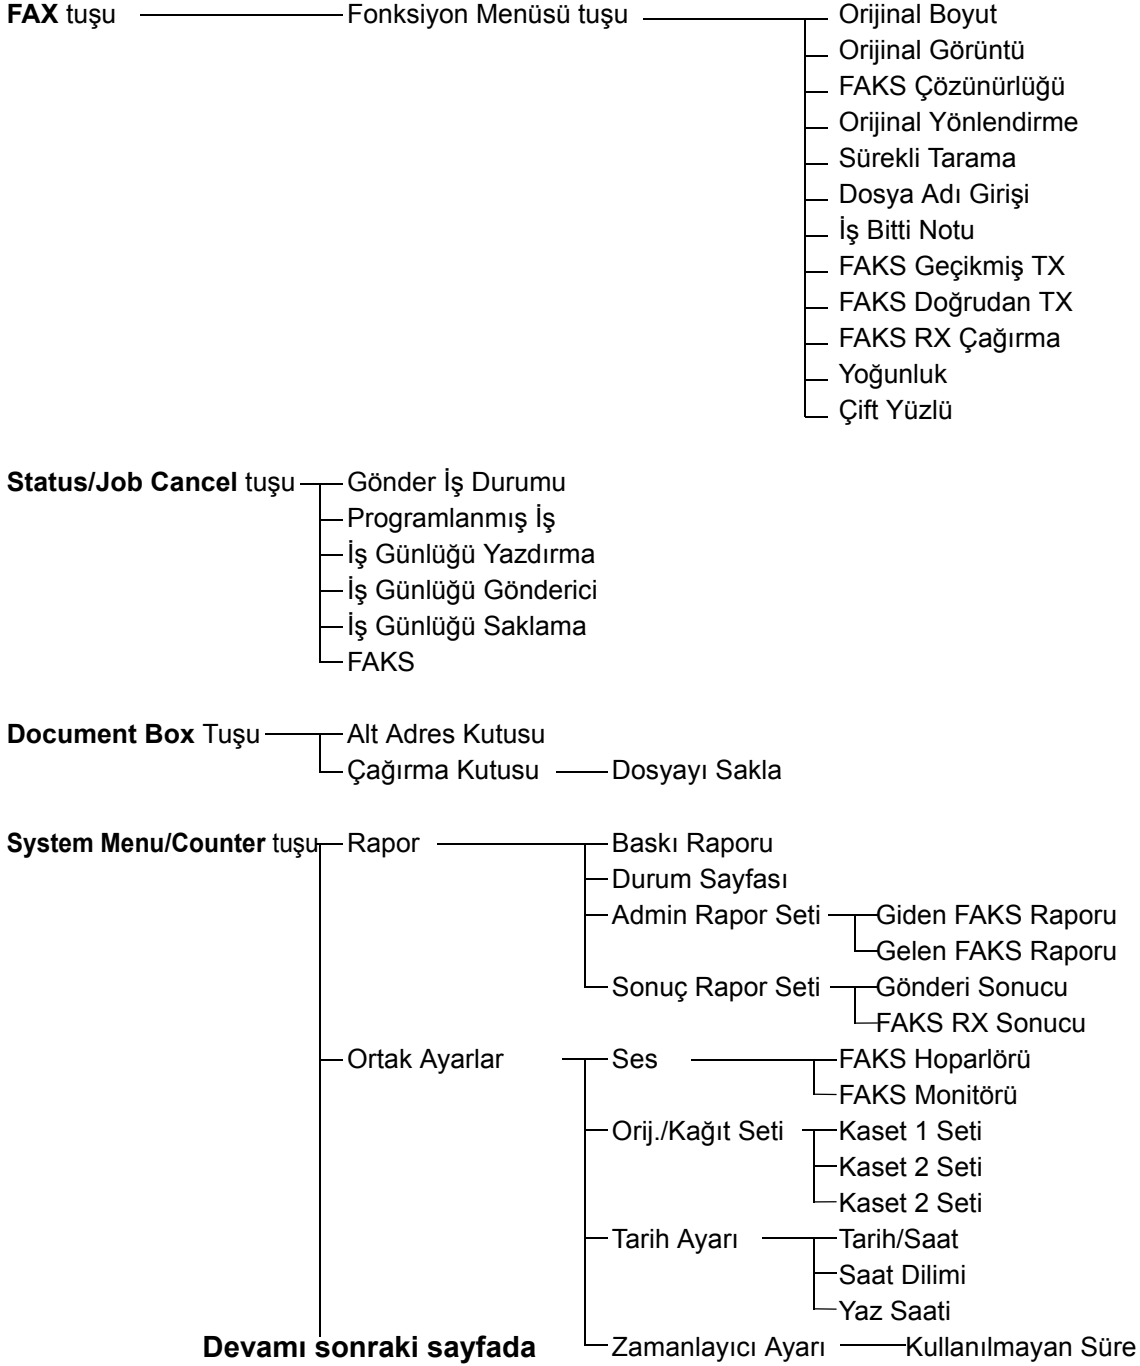 FAX tuşu Fonksiyon Menüsü tuşu Orijinal Boyut
Orijinal Görüntü
FAKS Çözünürlüğü
Orijinal Yönlendirme
Sürekli Tarama
Dosya Adı Girişi
İş Bitti Notu
FAKS Geçikmiş TX
FAKS Doğrudan TX
FAKS RX Çağırma
Yoğunluk
Çift Yüzlü
Status/Job Cancel tuşu Gönder İş Durumu
Programlanmış İş
İş Günlüğü Yazdırma
İş Günlüğü Gönderici
İş Günlüğü Saklama
FAKS
Document Box Tuşu Alt Adres Kutusu
Çağırma Kutusu Dosyayı Sakla
System Menu/Counter tuşu Rapor Baskı Raporu
Durum Sayfası
Admin Rapor Seti Giden FAKS Raporu
Gelen FAKS Raporu
Sonuç Rapor Seti Gönderi Sonucu
FAKS RX Sonucu
Ortak Ayarlar Ses FAKS Hoparlörü
FAKS Monitörü
Orij./Kağıt Seti Kaset 1 Seti
Kaset 2 Seti
Kaset 2 Seti
Tarih Ayarı Tarih/Saat
Saat Dilimi
Yaz Saati
Devamı sonraki sayfada Zamanlayıcı Ayarı Kullanılmayan Süre